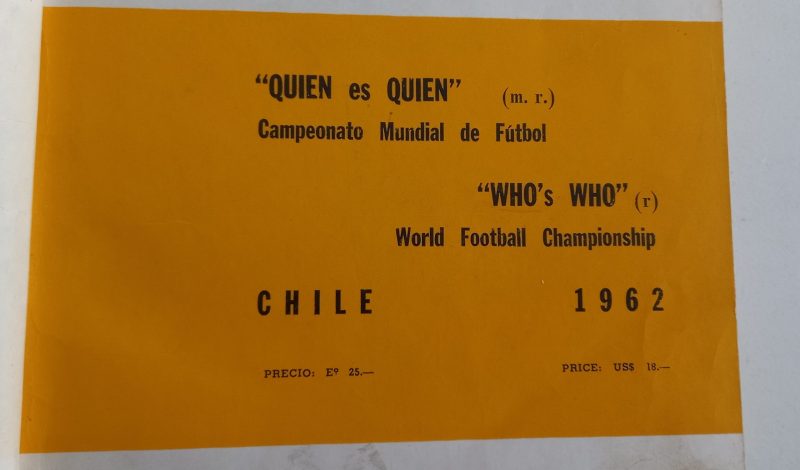 “QUIEN es QUIEN” (m. r.)
Campeonato Mundial de Fútbol
“WHO's WHO” (r)
World Football Championship
CHILE 1962
PRECIO: Eº 25.— PRICE: US$ 18.—